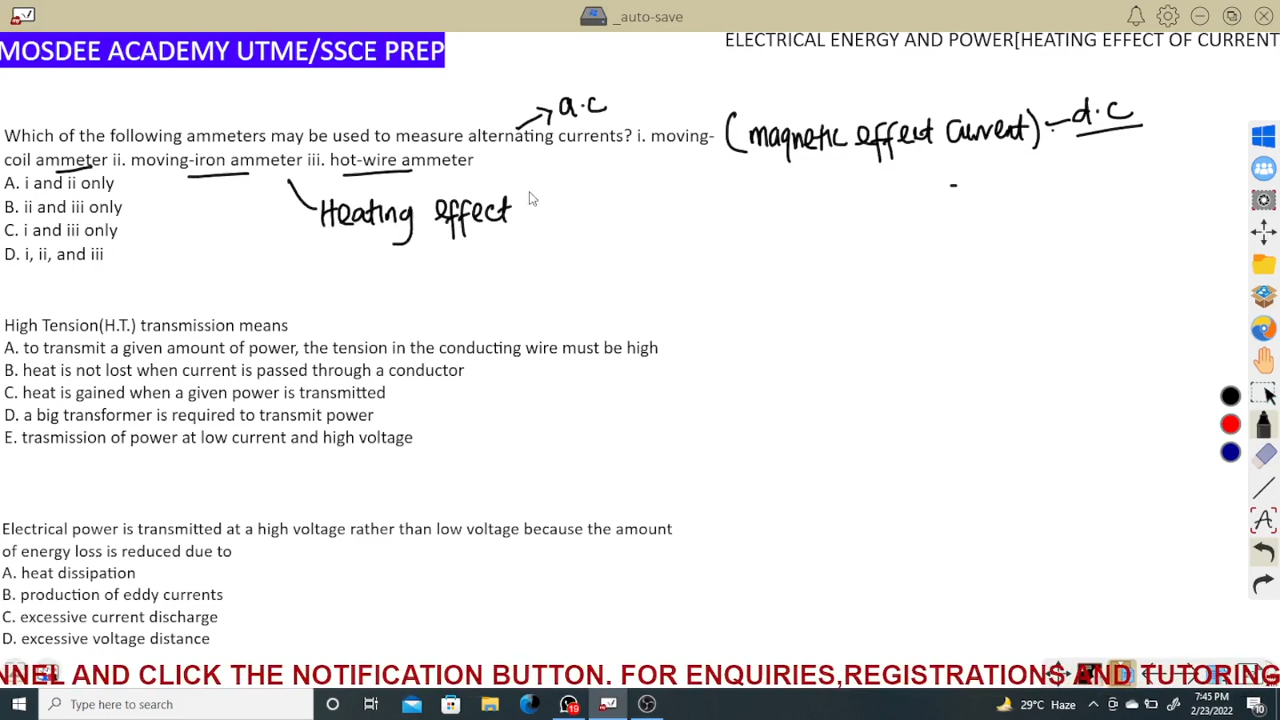 _auto-save
MOSDEE ACADEMY UTME/SSCE PREP
ELECTRICAL ENERGY AND POWER[HEATING EFFECT OF CURRENT
a.c
Which of the following ammeters may be used to measure alternating currents? i. moving-
coil ammeter ii. moving-iron ammeter iii. hot-wire ammeter
(magnetic effect Current) d.c
A. i and ii only
B. ii and iii only
C. i and iii only
D. i, ii, and iii
Heating effect
High Tension(H.T.) transmission means
A. to transmit a given amount of power, the tension in the conducting wire must be high
B. heat is not lost when current is passed through a conductor
C. heat is gained when a given power is transmitted
D. a big transformer is required to transmit power
E. trasmission of power at low current and high voltage
Electrical power is transmitted at a high voltage rather than low voltage because the amount
of energy loss is reduced due to
A. heat dissipation
B. production of eddy currents
C. excessive current discharge
D. excessive voltage distance
NNEL AND CLICK THE NOTIFICATION BUTTON. FOR ENQUIRIES,REGISTRATIONS AND TUTORING
Type here to search
19
29°C Haze
7:45 PM
2/23/2022
10